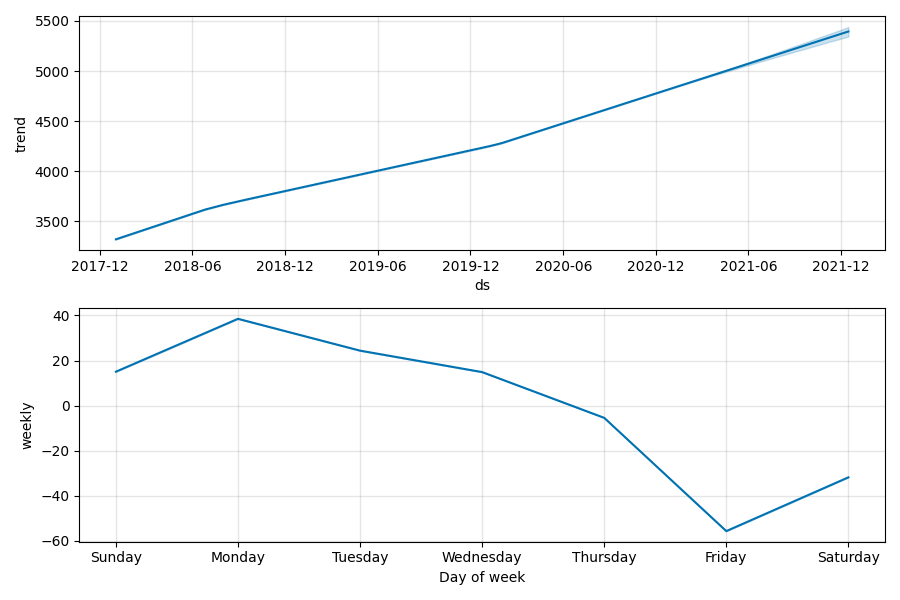 5500
5000
4500
4000
3500
trend
2017-12 2018-06 2018-12 2019-06 2019-12 2020-06 2020-12 2021-06 2021-12
ds
40
20
0
−20
−40
−60
weekly
Sunday Monday Tuesday Wednesday Thursday Friday Saturday
Day of week